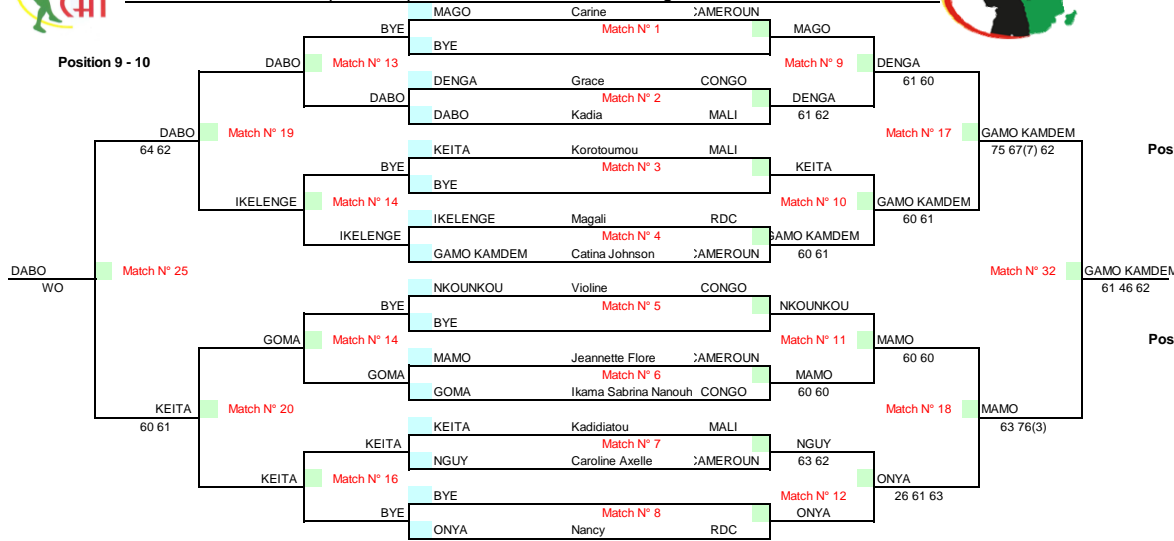 CHT
MAGO Carine CAMEROUN
BYE Match N° 1 MAGO
BYE
Position 9 - 10 DABO Match N° 13 Match N° 9 DENGA
DENGA Grace CONGO 61 60
DABO Match N° 2 DENGA
DABO Kadia MALI 61 62
DABO Match N° 19 Match N° 17 GAMO KAMDEM
64 62 KEITA Korotoumou MALI 75 67(7) 62 Pos
BYE Match N° 3 KEITA
BYE
IKELENGE Match N° 14 Match N° 10 GAMO KAMDEM
IKELENGE Magali RDC 60 61
IKELENGE Match N° 4 GAMO KAMDEM
GAMO KAMDEM Catina Johnson CAMEROUN 60 61
DABO Match N° 25 Match N° 32 GAMO KAMDEM
WO NKOUNKOU Violine CONGO 61 46 62
BYE Match N° 5 NKOUNKOU
BYE
GOMA Match N° 14 Match N° 11 MAMO Pos
MAMO Jeannette Flore CAMEROUN 60 60
GOMA Match N° 6 MAMO
GOMA Ikama Sabrina Nanouh CONGO 60 60
KEITA Match N° 20 Match N° 18 MAMO
60 61 KEITA Kadidiatou MALI 63 76(3)
KEITA Match N° 7 NGUY
NGUY Caroline Axelle CAMEROUN 63 62
KEITA Match N° 16 ONYA
BYE Match N° 12 26 61 63
BYE Match N° 8 ONYA
ONYA Nancy RDC